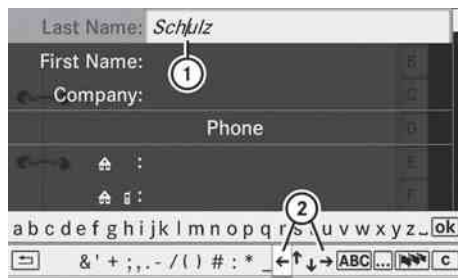 Last Name: Schulz
First Name:
1
Company:
Phone
:
:
2
a b c d e f g h i j k l m n o p q r s t u v w x y z _ ok
& ' + ; , . - / ( ) # : * _ ← ↑ ↓ → ABC ... c